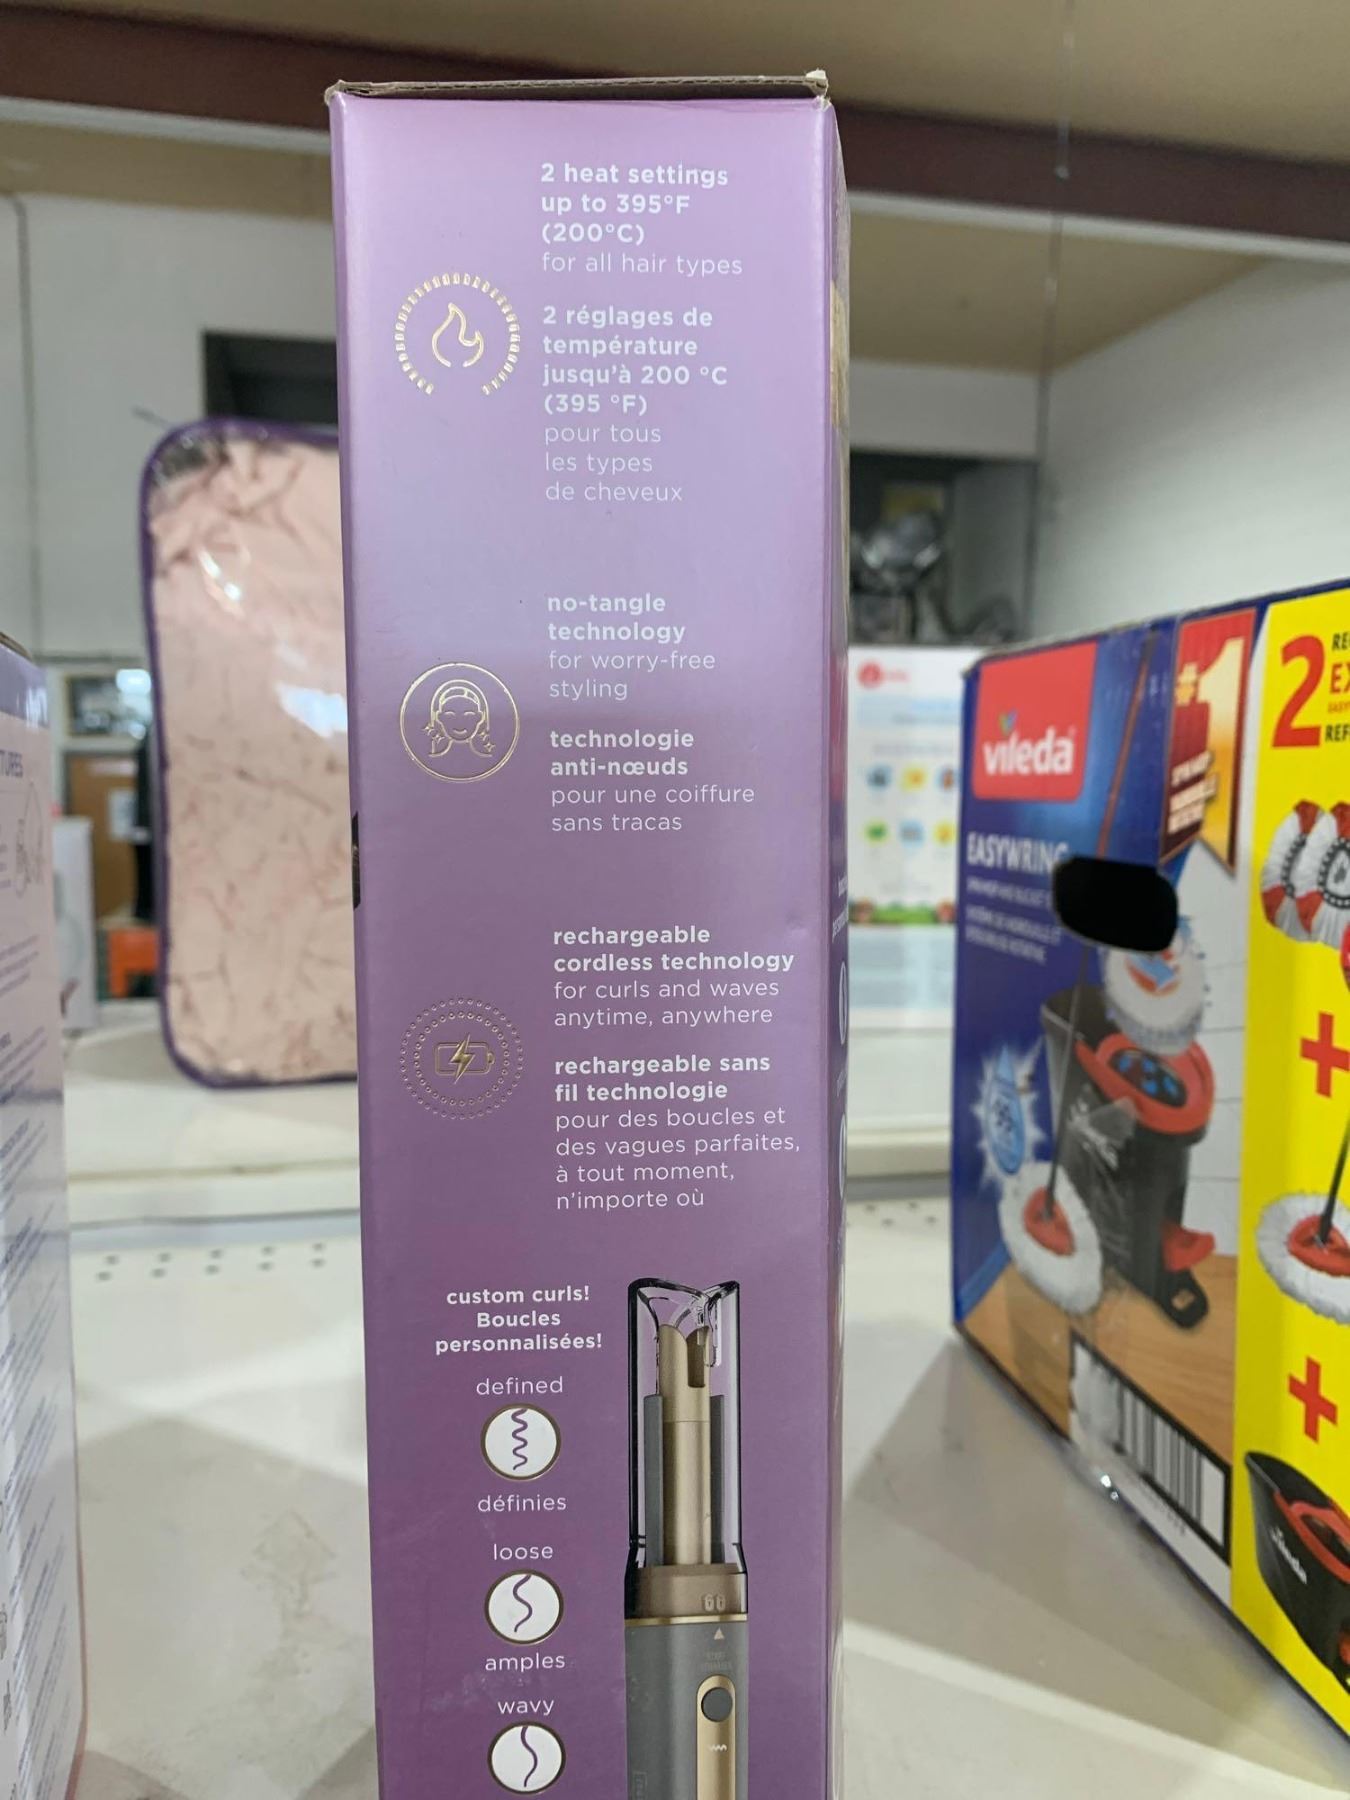 2 heat settings
up to 395°F
(200°C)
for all hair types
2 réglages de
température
jusqu'à 200 °C
(395 °F)
pour tous
les types
de cheveux
no-tangle
technology
for worry-free
styling
technologie
anti-nœuds
pour une coiffure
sans tracas
rechargeable
cordless technology
for curls and waves
anytime, anywhere
rechargeable sans
fil technologie
pour des boucles et
des vagues parfaites,
à tout moment,
n'importe où
custom curls!
Boucles
personnalisées!
defined
définies
loose
amples
wavy
vileda
#1
EASYWRING
2
vileda